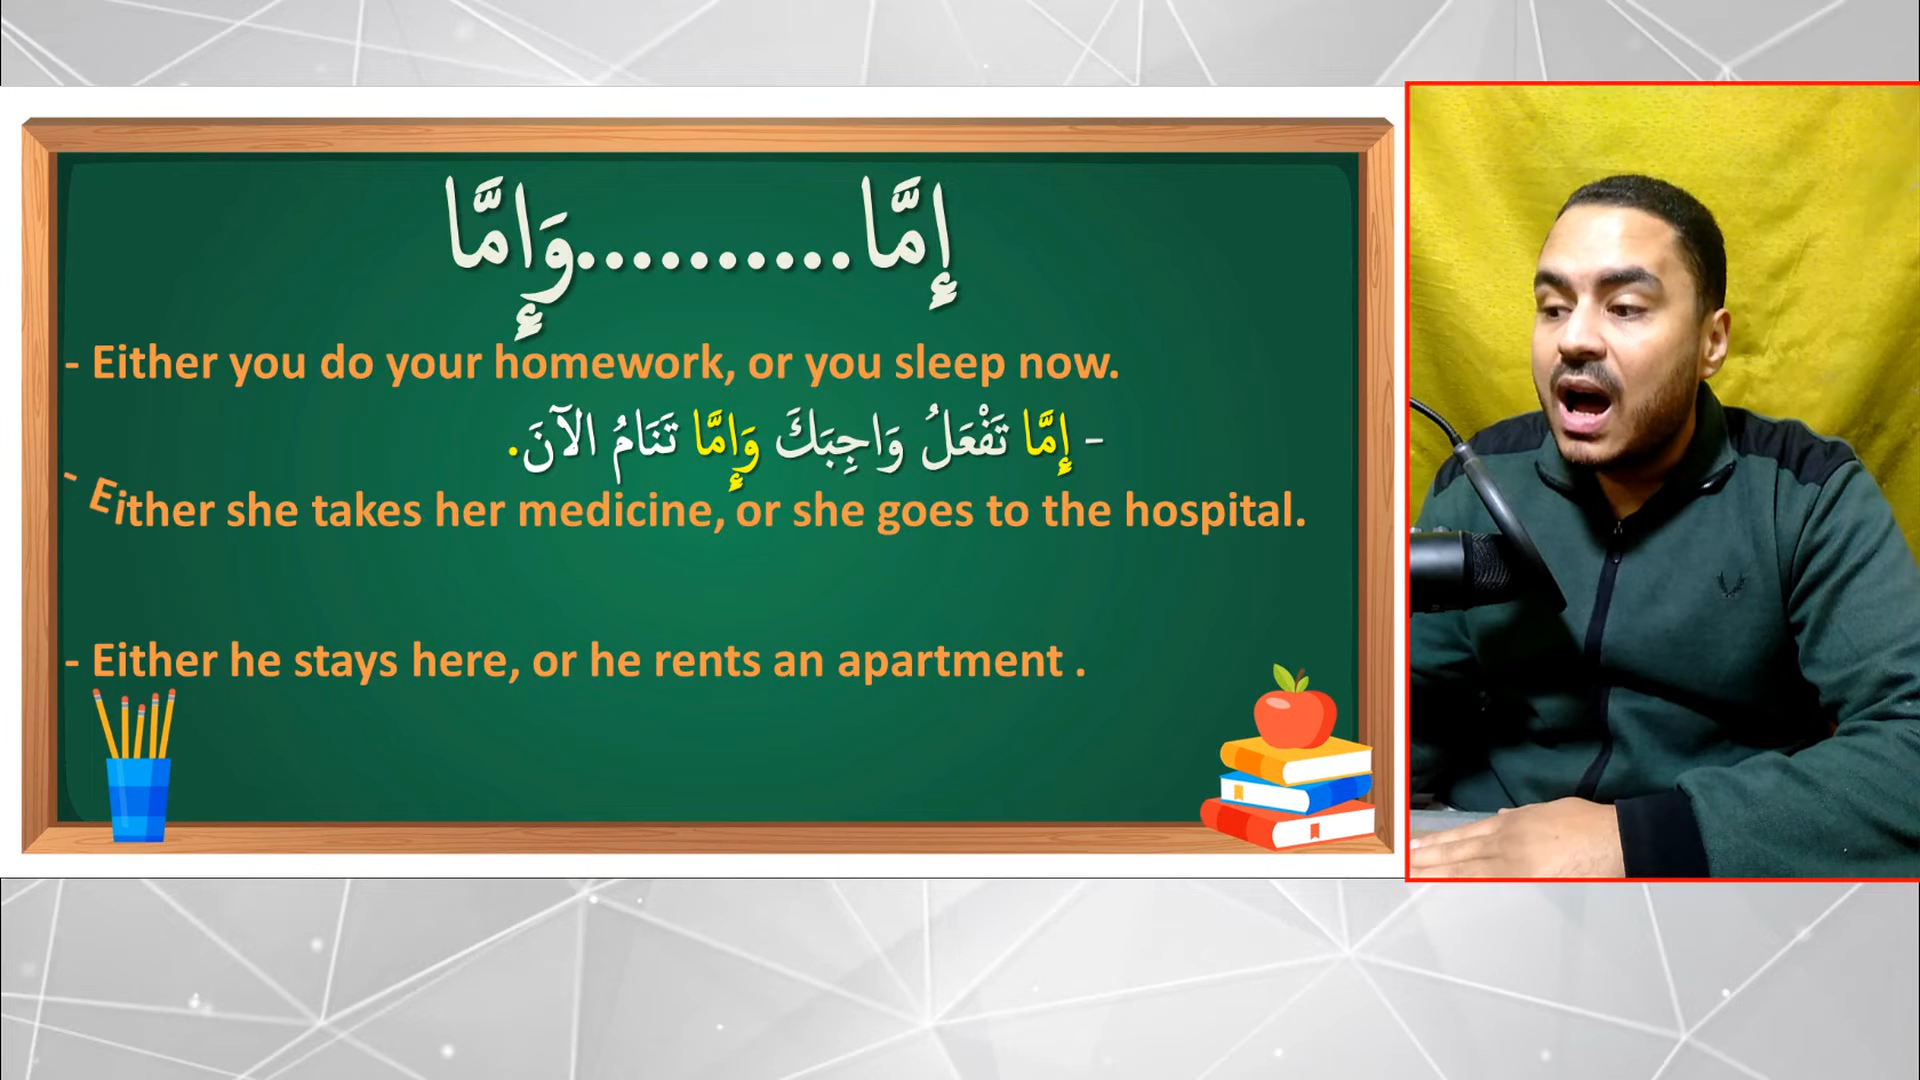 إِمَّا..........وَإِمَّا
- Either you do your homework, or you sleep now.
- إِمَّا تَفْعَلُ وَاجِبَكَ وَإِمَّا تَنَامُ الآنَ.
- Either she takes her medicine, or she goes to the hospital.
- Either he stays here, or he rents an apartment .